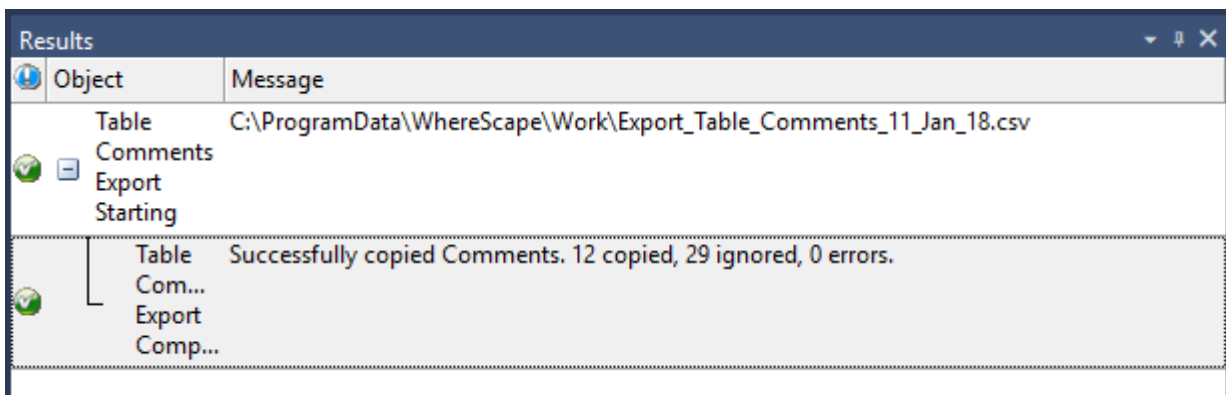 Results
Object Message
Table C:\ProgramData\WhereScape\Work\Export_Table_Comments_11_Jan_18.csv
Comments
Export
Starting
Table Successfully copied Comments. 12 copied, 29 ignored, 0 errors.
Com...
Export
Comp...